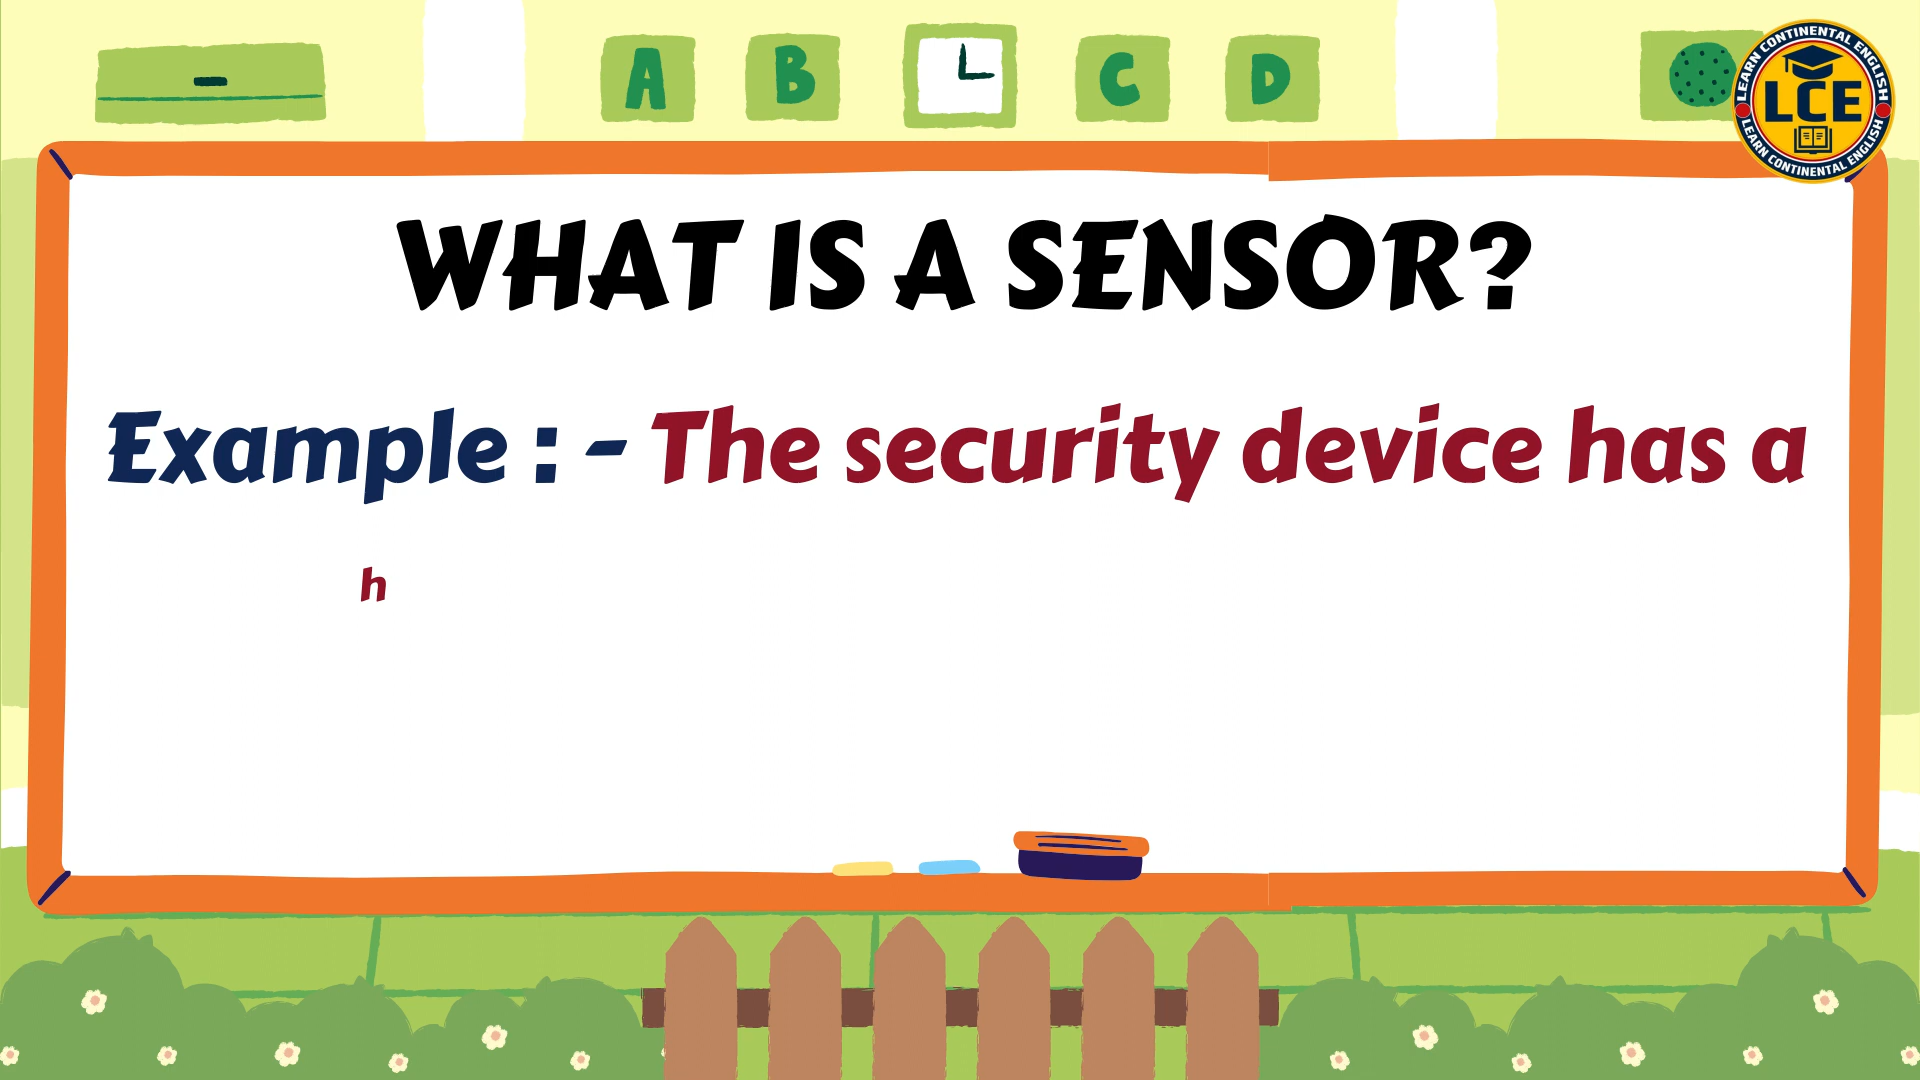 A B C D
LEARN CONTINENTAL ENGLISH
LCE
LEARN CONTINENTAL ENGLISH
WHAT IS A SENSOR?
Example : - The security device has a
h